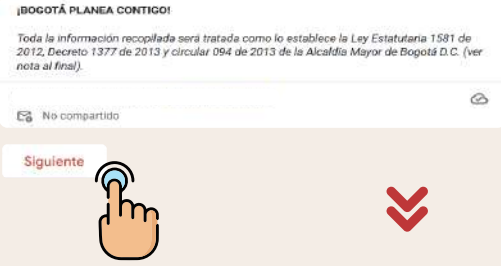 ¡BOGOTÁ PLANEA CONTIGO!
Toda la información recopilada será tratada como lo establece la Ley Estatutaria 1581 de
2012, Decreto 1377 de 2013 y circular 094 de 2013 de la Alcaldía Mayor de Bogotá D.C. (ver
nota al final).
No compartido
Siguiente